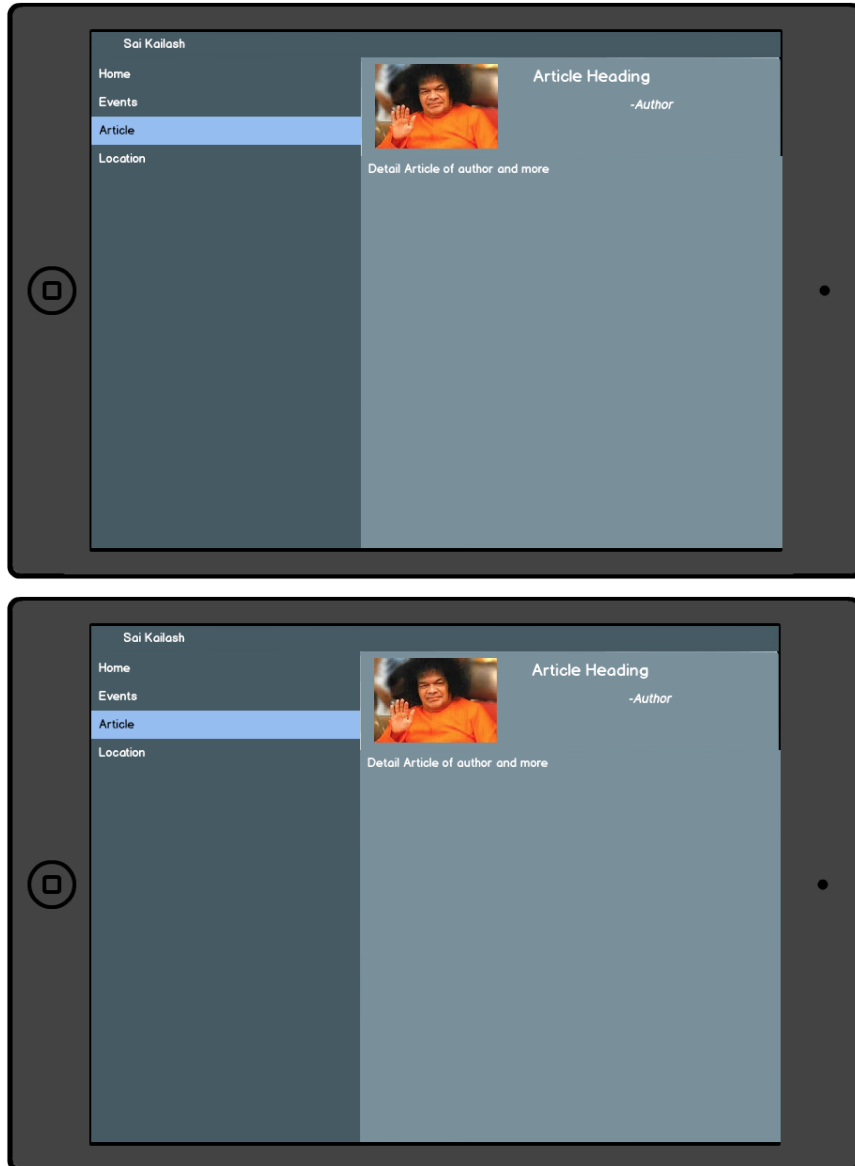 Sai Kailash
Home
Events
Article
Location
Article Heading
-Author
Detail Article of author and more
Sai Kailash
Home
Events
Article
Location
Article Heading
-Author
Detail Article of author and more